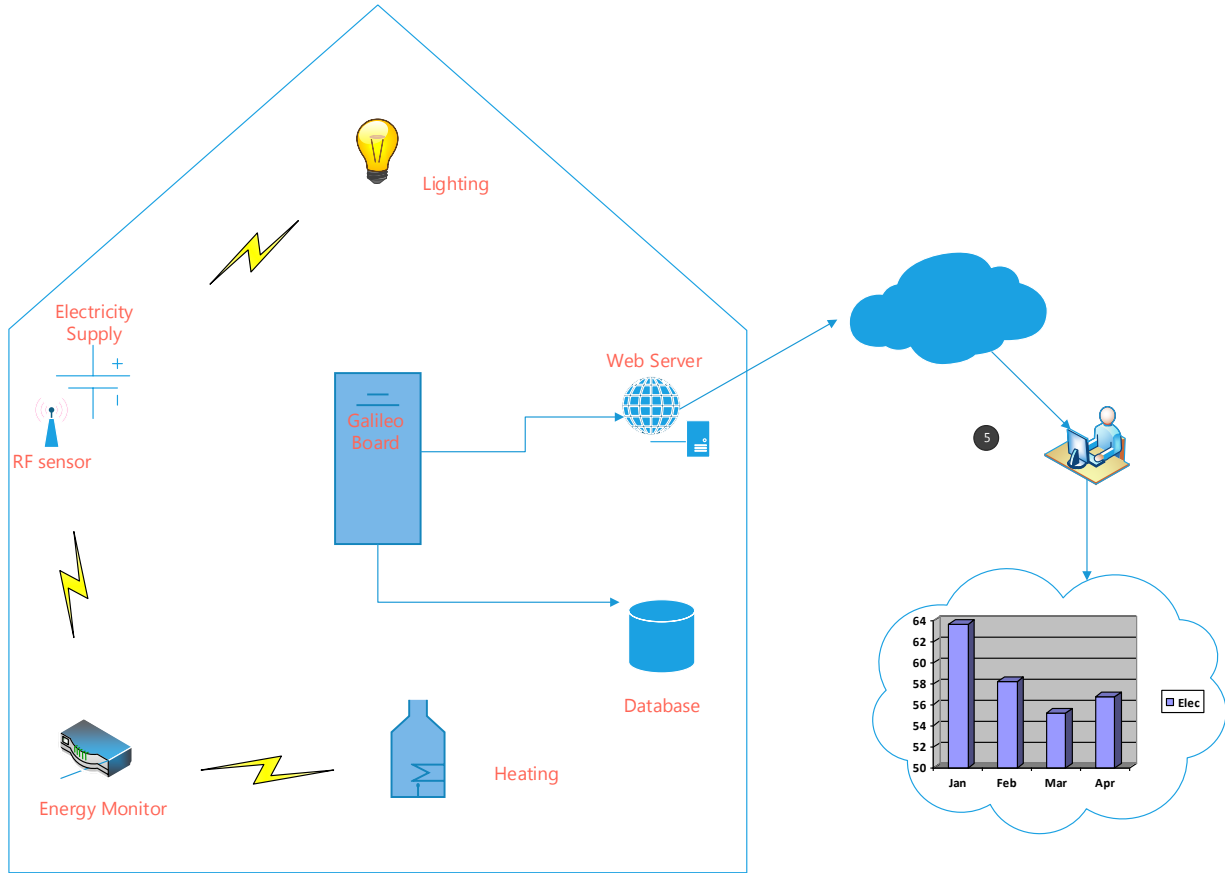 Lighting
Electricity
Supply
+
Web Server
Galileo
Board
5
RF sensor
64
62
60
58
56
54
52
50
Jan Feb Mar Apr
Elec
Database
Heating
Energy Monitor